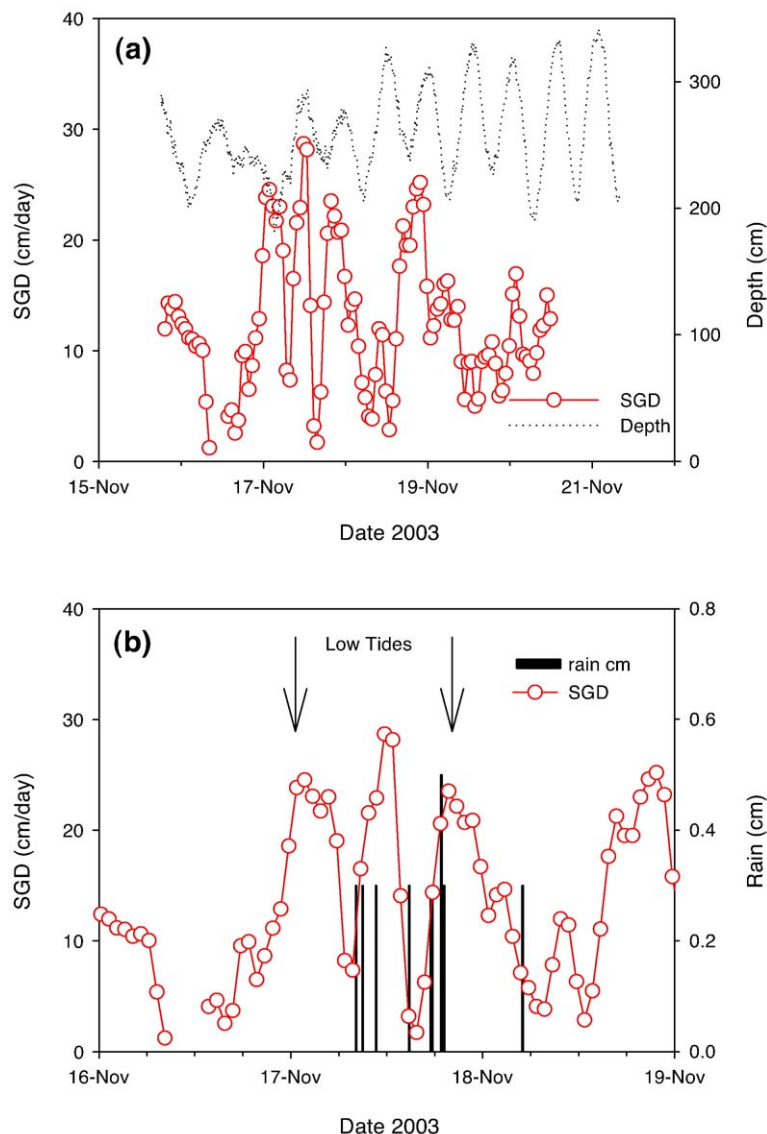 (a)
40
30
20
10
0
SGD (cm/day)
300
200
100
0
Depth (cm)
SGD
Depth
15-Nov 17-Nov 19-Nov 21-Nov
Date 2003
(b)
40
30
20
10
0
SGD (cm/day)
Low Tides
rain cm
SGD
0.8
0.6
0.4
0.2
0.0
Rain (cm)
16-Nov 17-Nov 18-Nov 19-Nov
Date 2003